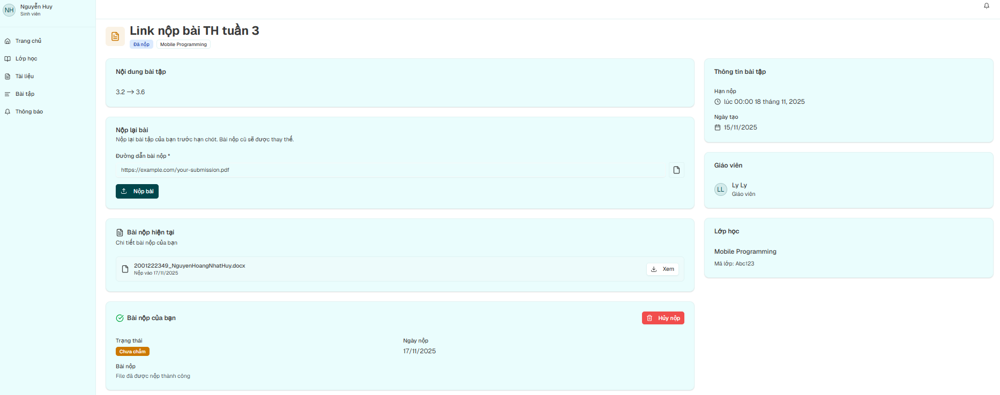 NH
Nguyễn Huy
Sinh viên
Trang chủ
Lớp học
Tài liệu
Bài tập
Thông báo
Link nộp bài TH tuần 3
Đã nộp
Mobile Programming
Nội dung bài tập
3.2 --> 3.6
Nộp lại bài
Nộp lại bài tập của bạn trước hạn chót. Bài nộp cũ sẽ được thay thế.
Đường dẫn bài nộp *
https://example.com/your-submission.pdf
Nộp bài
Bài nộp hiện tại
Chi tiết bài nộp của bạn
2001222349_NguyenHoangNhatHuy.docx
Nộp vào 17/11/2025
Xem
Bài nộp của bạn
Hủy nộp
Trạng thái
Chưa chấm
Ngày nộp
17/11/2025
Bài nộp
File đã được nộp thành công
Thông tin bài tập
Hạn nộp
lúc 00:00 18 tháng 11, 2025
Ngày tạo
15/11/2025
Giáo viên
LL
Ly Ly
Giáo viên
Lớp học
Mobile Programming
Mã lớp: Abc123